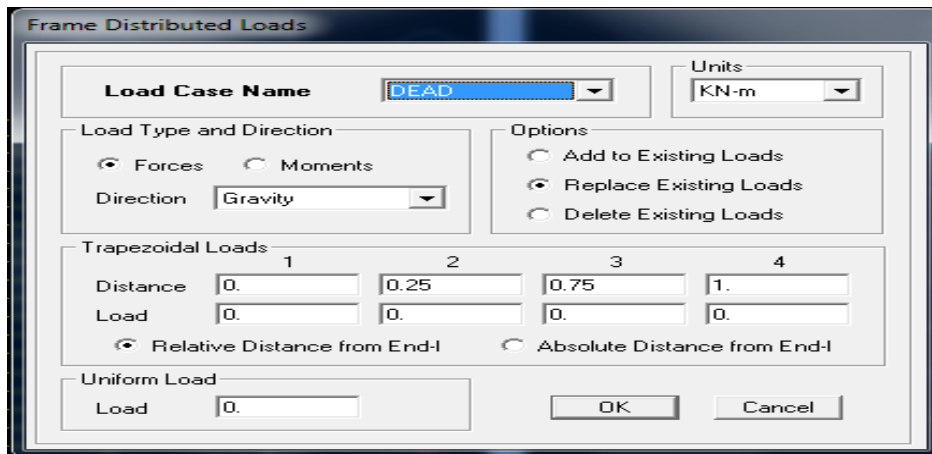 Frame Distributed Loads
Units
Load Case Name DEAD KN-m
Load Type and Direction
Forces Moments
Direction Gravity
Options
Add to Existing Loads
Replace Existing Loads
Delete Existing Loads
Trapezoidal Loads
1 2 3 4
Distance 0. 0.25 0.75 1.
Load 0. 0. 0. 0.
Relative Distance from End-I Absolute Distance from End-I
Uniform Load
Load 0. OK Cancel